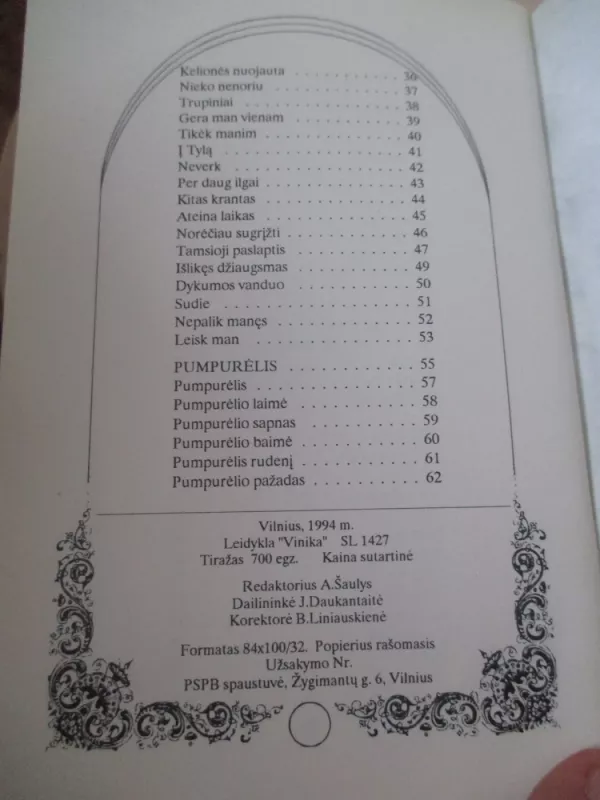 Kelionės nuojauta . . . . . . . . . . . 36
Nieko nenoriu . . . . . . . . . . . . 37
Trupiniai . . . . . . . . . . . . . . 38
Gera man vienam . . . . . . . . . . . 39
Tikėk manim . . . . . . . . . . . . . 40
Į Tylą . . . . . . . . . . . . . . . 41
Neverk . . . . . . . . . . . . . . . 42
Per daug ilgai . . . . . . . . . . . . 43
Kitas krantas . . . . . . . . . . . . 44
Ateina laikas . . . . . . . . . . . . 45
Norėčiau sugrįžti . . . . . . . . . . 46
Tamsioji paslaptis . . . . . . . . . . 47
Išlikęs džiaugsmas . . . . . . . . . . 49
Dykumos vanduo . . . . . . . . . . . 50
Sudie . . . . . . . . . . . . . . . . 51
Nepalik manęs . . . . . . . . . . . . 52
Leisk man . . . . . . . . . . . . . . 53
PUMPURĖLIS . . . . . . . . . . . 55
Pumpurėlis . . . . . . . . . . . . . . 57
Pumpurėlio laimė . . . . . . . . . . . 58
Pumpurėlio sapnas . . . . . . . . . . 59
Pumpurėlio baimė . . . . . . . . . . 60
Pumpurėlis rudenį . . . . . . . . . . 61
Pumpurėlio pažadas . . . . . . . . . . 62
Vilnius, 1994 m.
Leidykla "Vinika" SL 1427
Tiražas 700 egz. Kaina sutartinė
Redaktorius A.Šaulys
Dailininkė J.Daukantaitė
Korektorė B.Liniauskienė
Formatas 84x100/32. Popierius rašomasis
Užsakymo Nr.
PSPB spaustuvė, Žygimantų g. 6, Vilnius